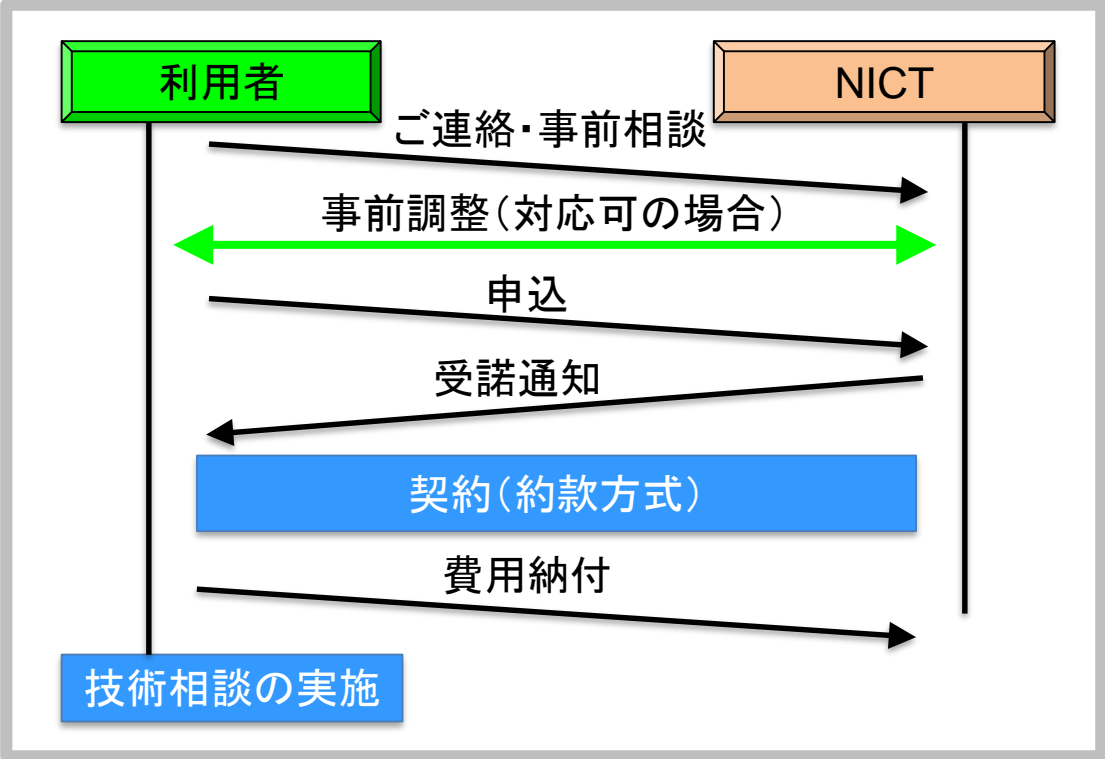 利用者
NICT
ご連絡・事前相談
事前調整（対応可の場合）
申込
受諾通知
契約（約款方式）
費用納付
技術相談の実施